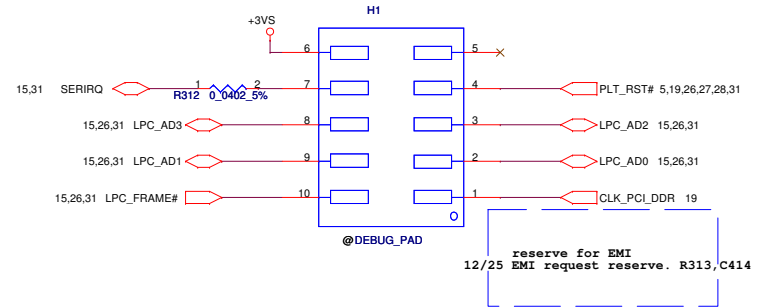 H1
+3VS
6 5
15,31 SERIRQ 1 2 7 4 PLT_RST# 5,19,26,27,28,31
R312 0_0402_5%
15,26,31 LPC_AD3 8 3 LPC_AD2 15,26,31
15,26,31 LPC_AD1 9 2 LPC_AD0 15,26,31
15,26,31 LPC_FRAME# 10 1 CLK_PCI_DDR 19
@DEBUG_PAD
reserve for EMI
12/25 EMI request reserve. R313,C414